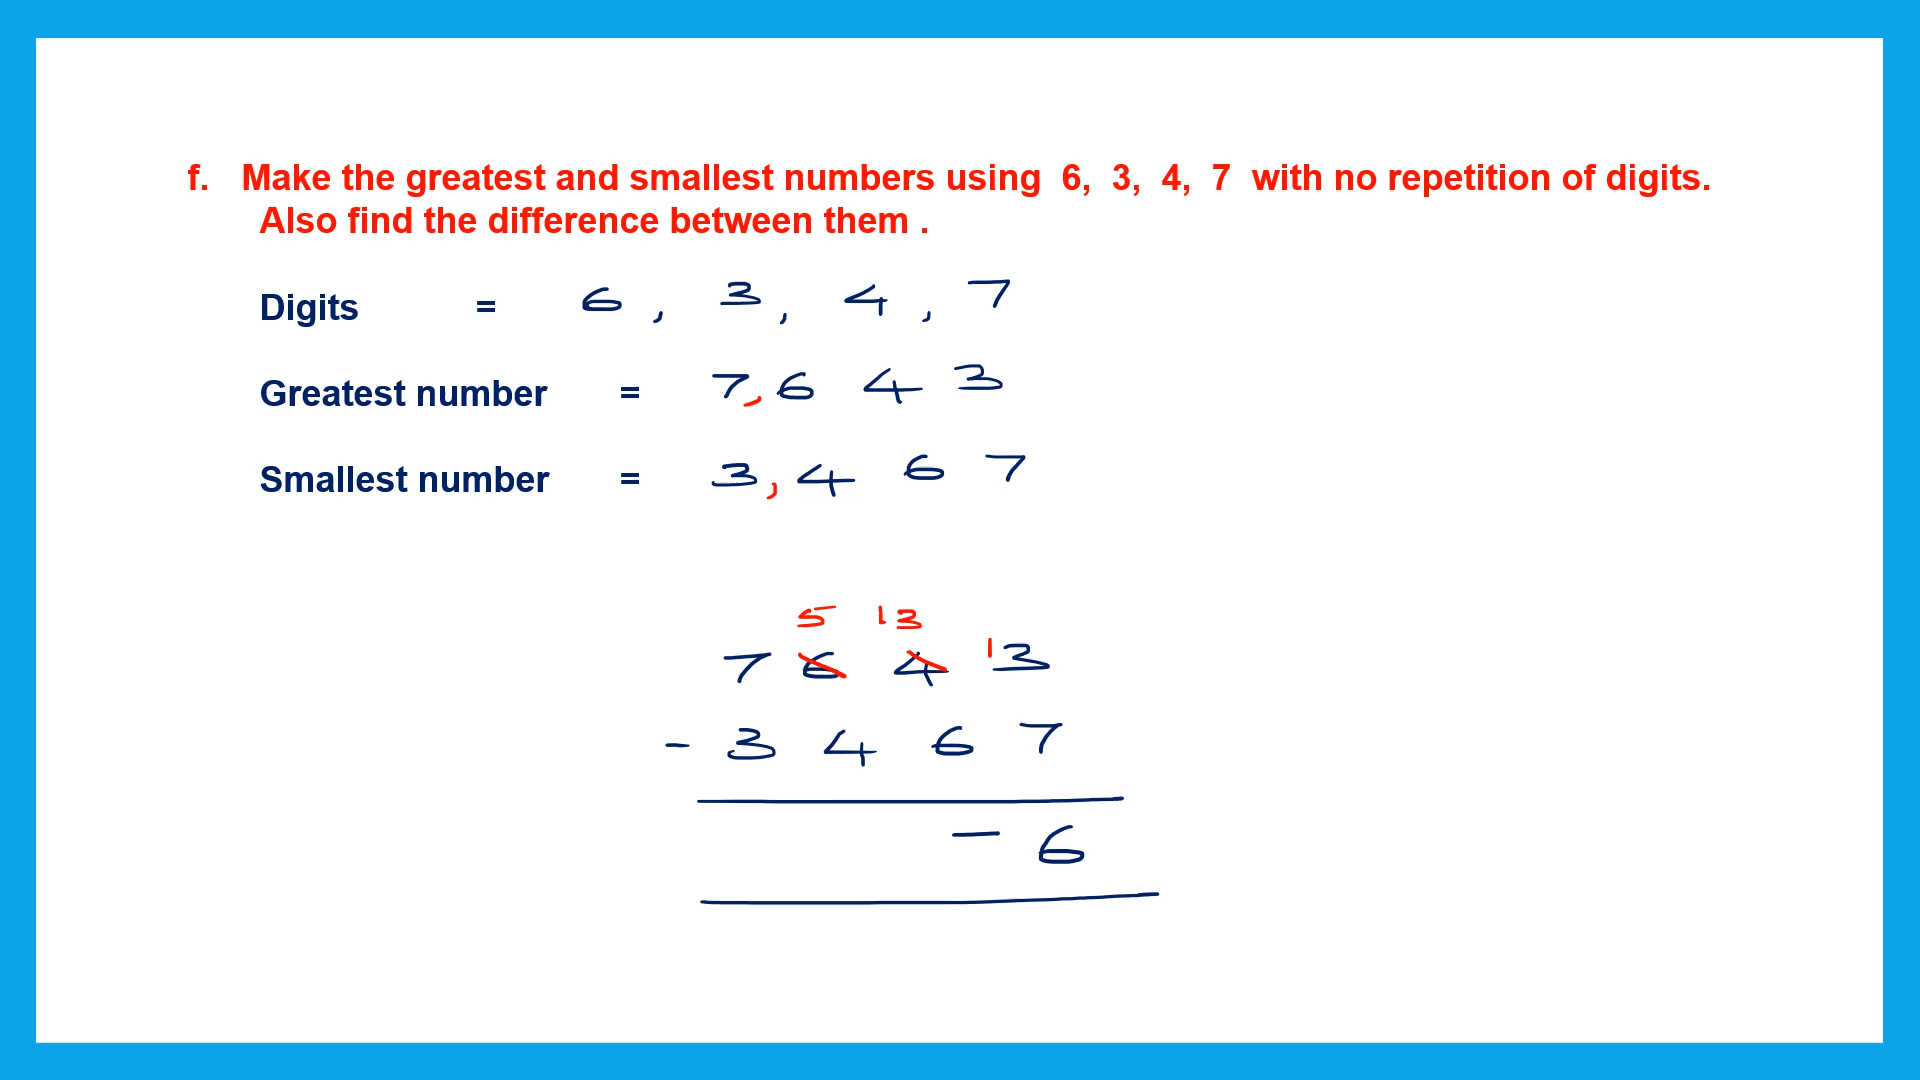 f. Make the greatest and smallest numbers using 6, 3, 4, 7 with no repetition of digits.
Also find the difference between them .
Digits = 6 , 3 , 4 , 7
Greatest number = 7,6 4 3
Smallest number = 3,4 6 7
5 13
7 6 4 13
- 3 4 6 7
- 6